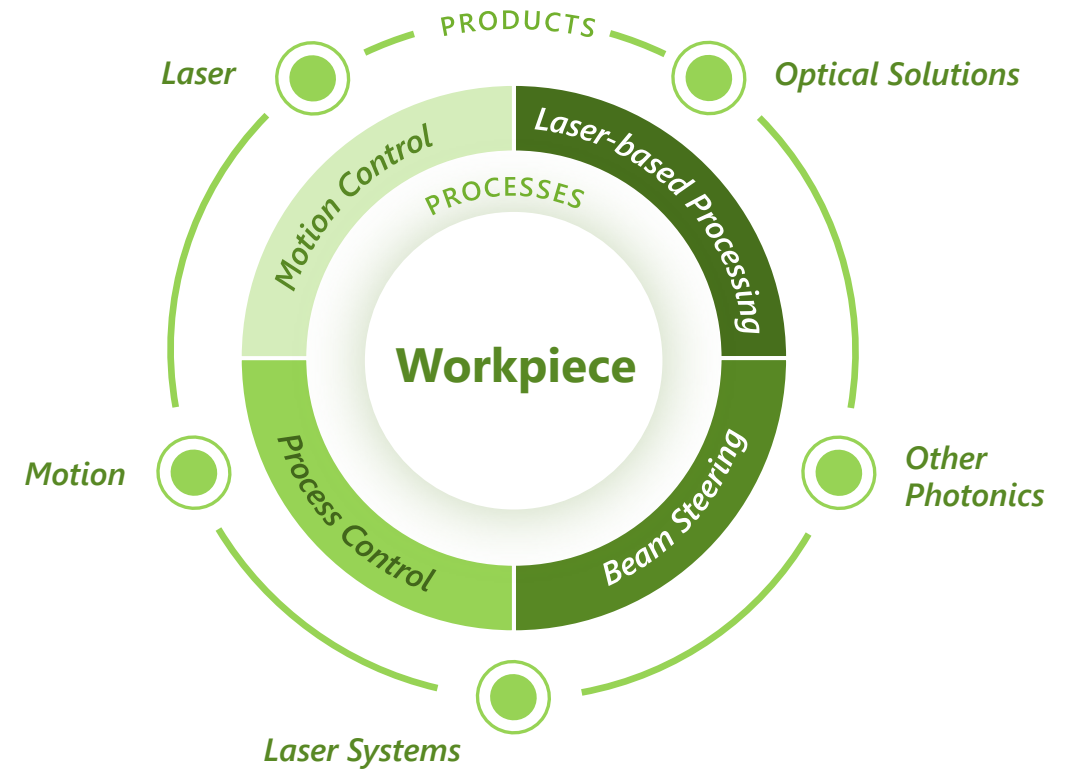 PRODUCTS
Laser
Optical Solutions
Motion Control
Laser-based Processing
PROCESSES
Workpiece
Motion
Other
Photonics
Process Control
Beam Steering
Laser Systems